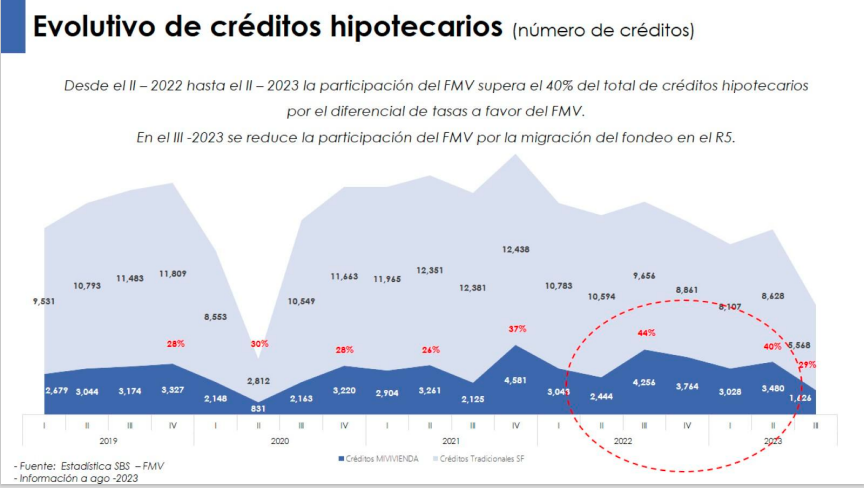 Evolutivo de créditos hipotecarios (número de créditos)
Desde el II – 2022 hasta el II – 2023 la participación del FMV supera el 40% del total de créditos hipotecarios
por el diferencial de tasas a favor del FMV.
En el III -2023 se reduce la participación del FMV por la migración del fondeo en el R5.
9,531 10,793 11,483 11,809 8,553 2,812 10,549 11,663 11,965 12,351 12,381 12,438 10,783 10,594 9,656 8,861 8,107 8,628 5,568
28% 30% 28% 26% 37% 44% 40% 29%
2,679 3,044 3,174 3,327 2,148 831 2,163 3,220 2,904 3,261 2,125 4,581 3,043 2,444 4,256 3,764 3,028 3,480 1,626
I II III IV I II III IV I II III IV I II III IV I II III
2019 2020 2021 2022 2023
Créditos MIVIVIENDA Créditos Tradicionales SF
- Fuente: Estadística SBS – FMV
- Información a ago -2023